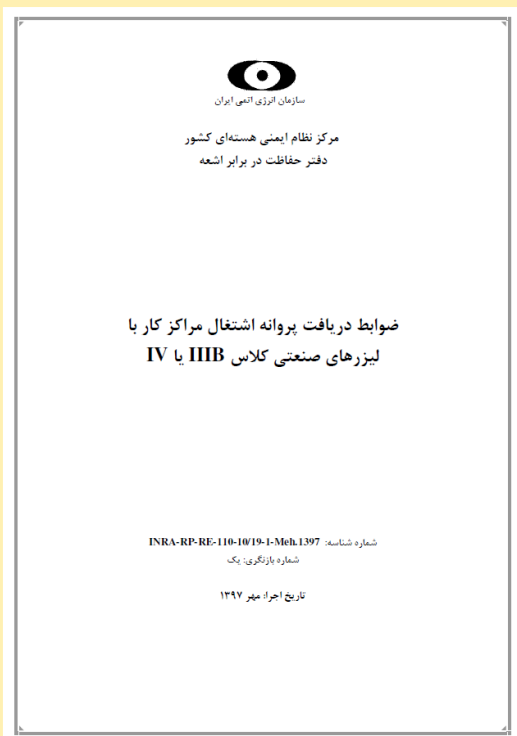 سازمان انرژی اتمی ایران
مرکز نظام ایمنی هسته‌ای کشور
دفتر حفاظت در برابر اشعه
ضوابط دریافت پروانه اشتغال مراکز کار با
لیزرهای صنعتی کلاس IIIB یا IV
شماره شناسه: INRA-RP-RE-110-10/19-1-Meh.1397
شماره بازنگری: یک
تاریخ اجرا: مهر ۱۳۹۷